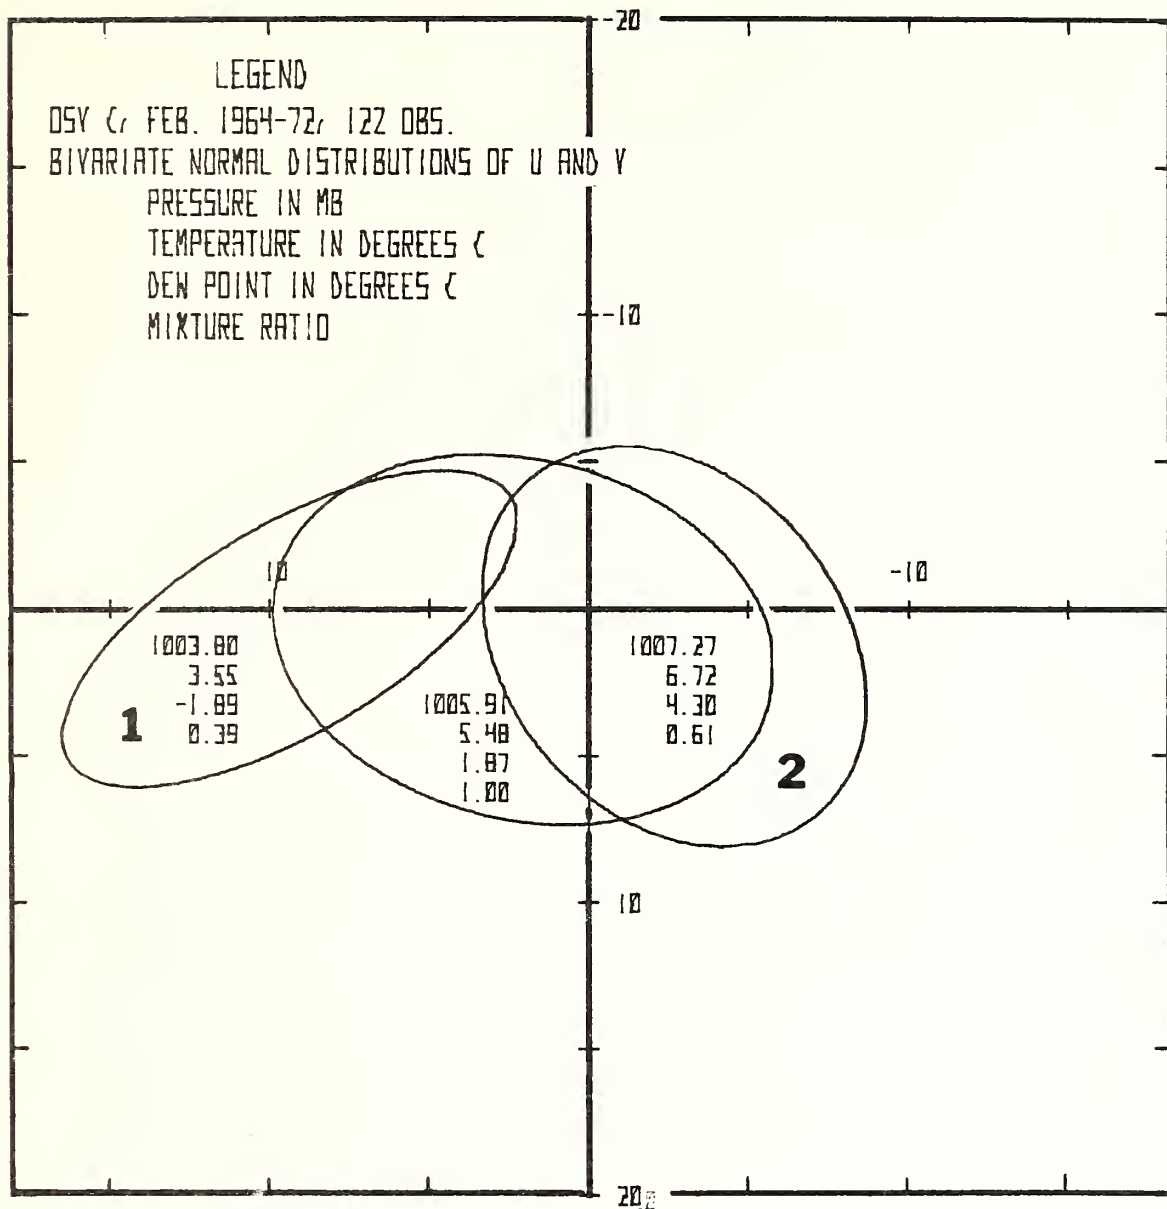 -20
LEGEND
OSV C, FEB. 1964-72, 122 OBS.
BIVARIATE NORMAL DISTRIBUTIONS OF U AND V
PRESSURE IN MB
TEMPERATURE IN DEGREES C
DEW POINT IN DEGREES C
MIXTURE RATIO
-10
10
-10
1003.80
3.55
-1.89
0.39
1
1005.91
5.48
1.87
1.00
1007.27
6.72
4.30
0.61
2
10
20